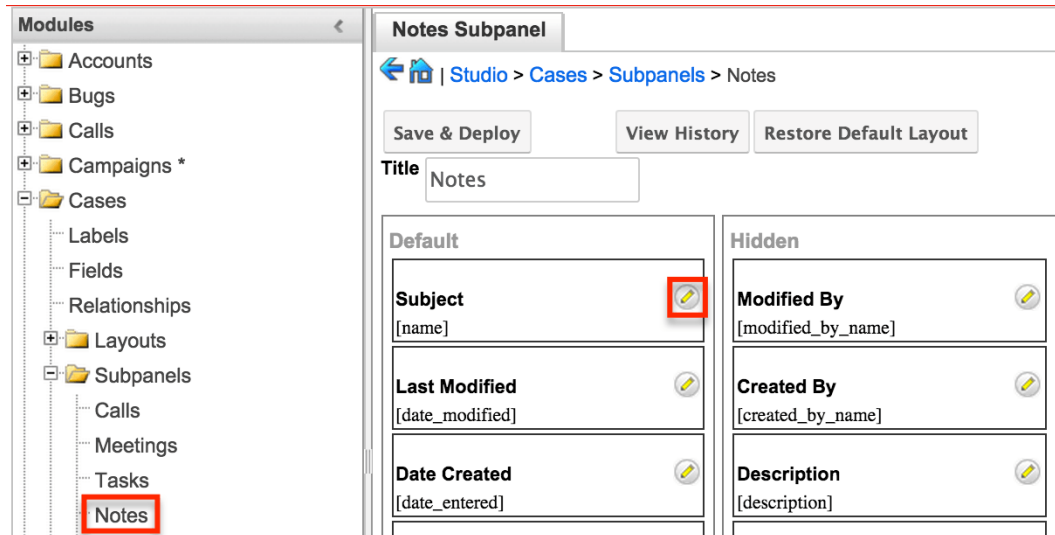 Modules <
Accounts
Bugs
Calls
Campaigns *
Cases
Labels
Fields
Relationships
Layouts
Subpanels
Calls
Meetings
Tasks
Notes
Notes Subpanel
| Studio > Cases > Subpanels > Notes
Save & Deploy View History Restore Default Layout
Title Notes
Default
Subject
[name]
Last Modified
[date_modified]
Date Created
[date_entered]
Hidden
Modified By
[modified_by_name]
Created By
[created_by_name]
Description
[description]